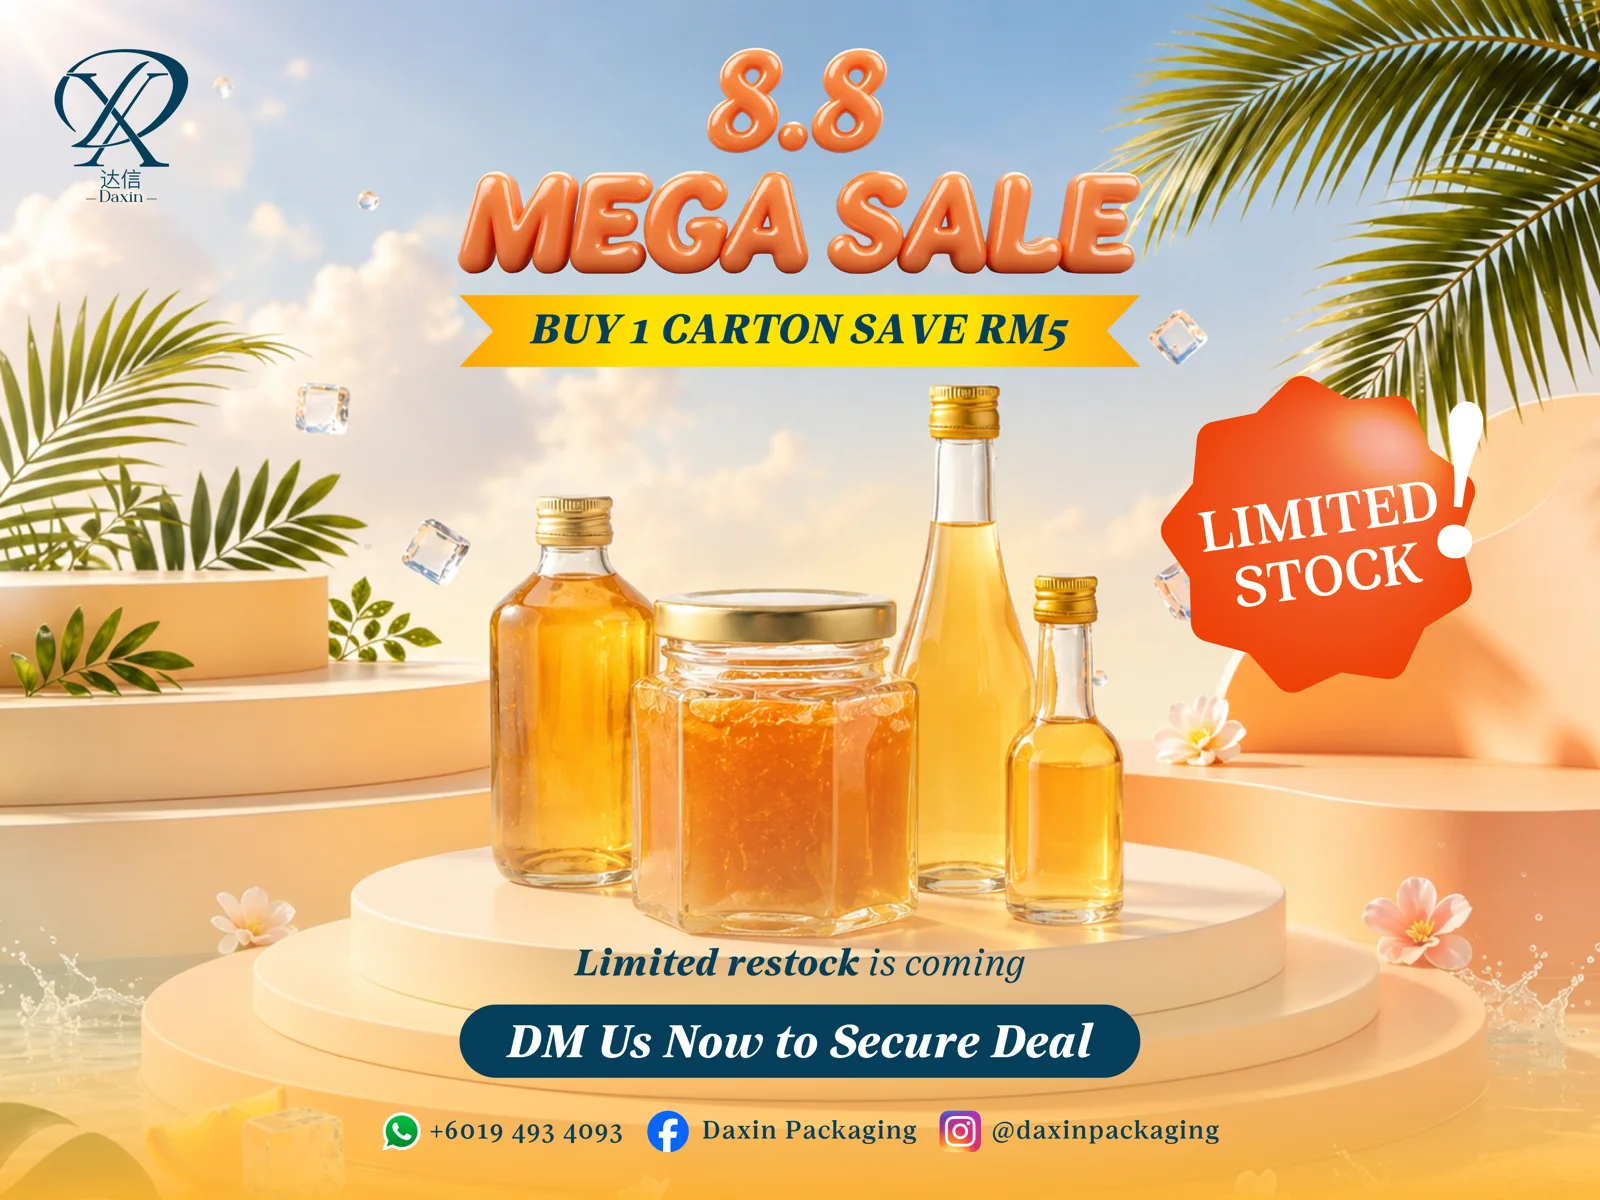 达信
Daxin
8.8
MEGA SALE
BUY 1 CARTON SAVE RM5
LIMITED
STOCK!
Limited restock is coming
DM Us Now to Secure Deal
+6019 493 4093 Daxin Packaging @daxinpackaging